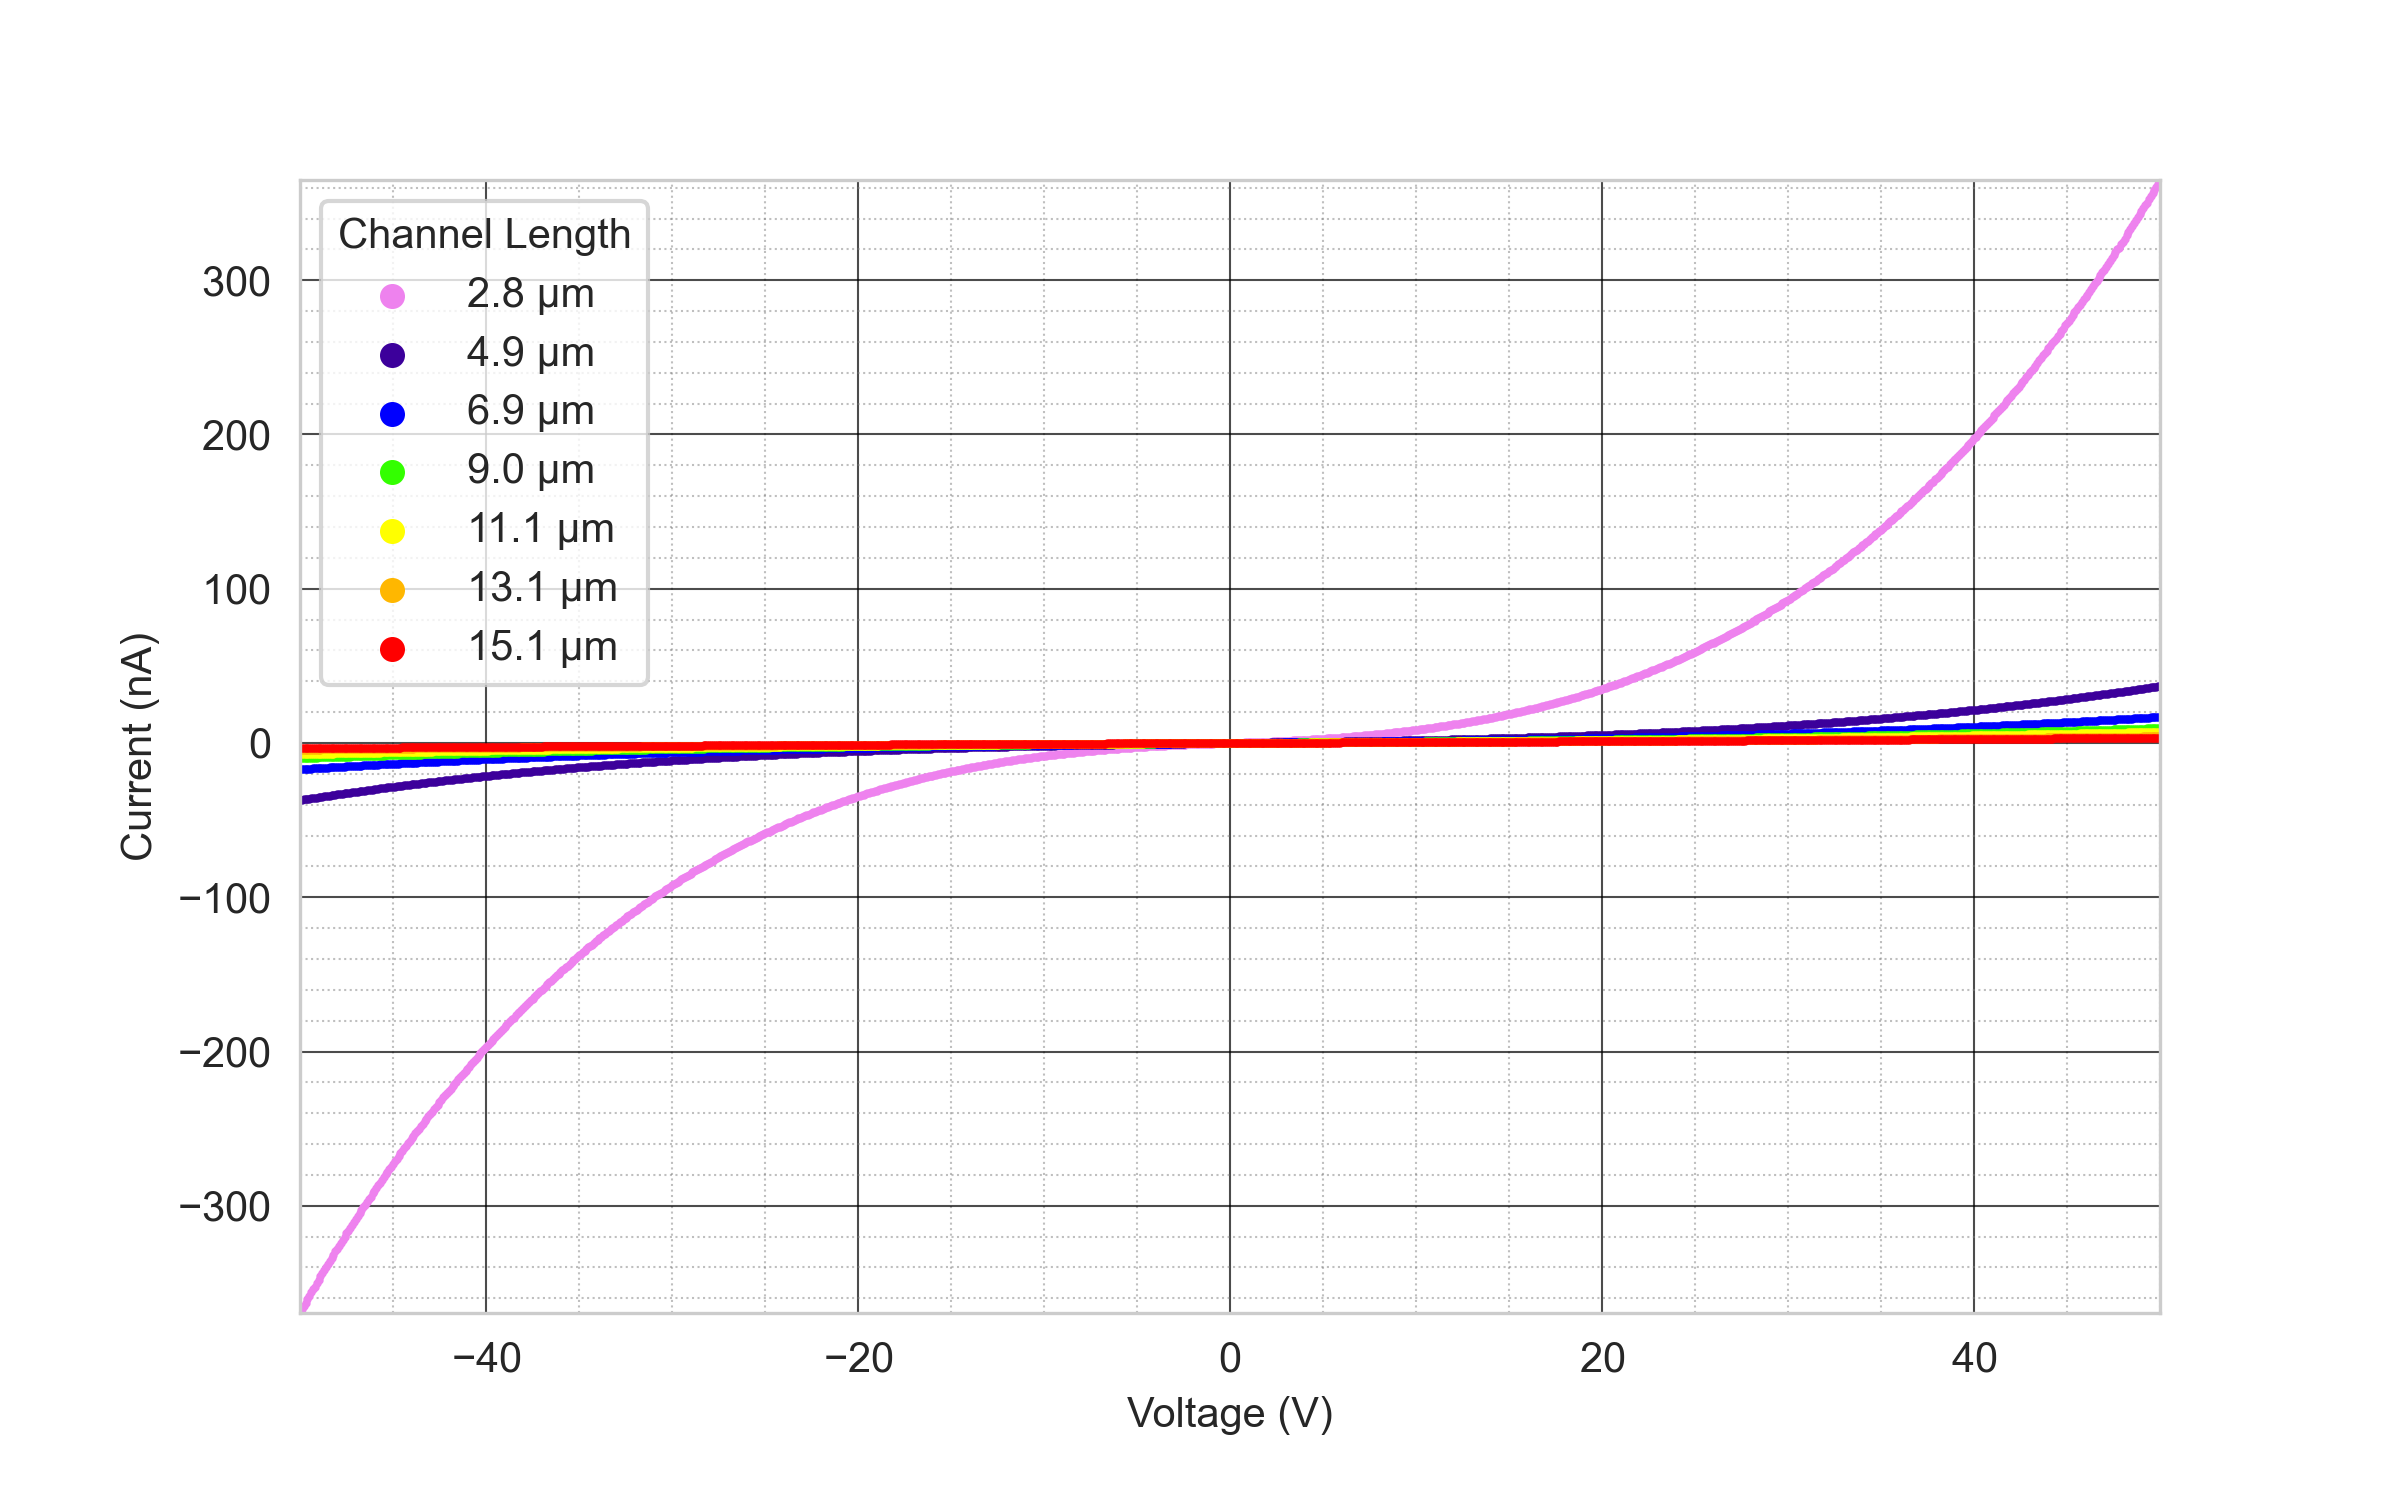 Channel Length
2.8 µm
4.9 µm
6.9 µm
9.0 µm
11.1 µm
13.1 µm
15.1 µm
300
200
100
0
−100
−200
−300
Current (nA)
−40
−20
0
20
40
Voltage (V)